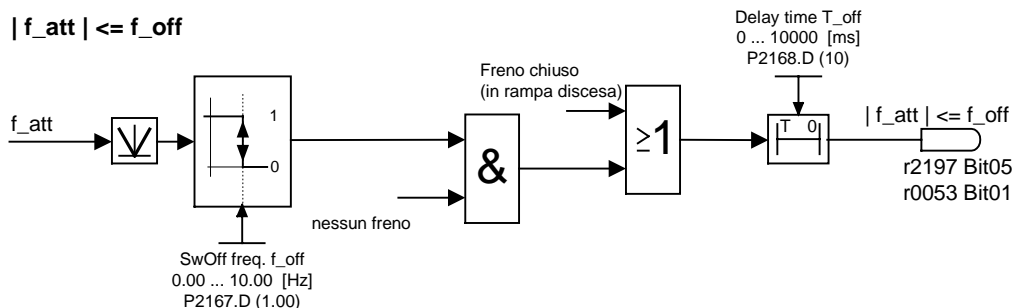 | f_att | <= f_off
Delay time T_off
0 ... 10000 [ms]
P2168.D (10)
Freno chiuso
(in rampa discesa)
f_att
1
0
&
≥1
T 0
| f_att | <= f_off
r2197 Bit05
r0053 Bit01
nessun freno
SwOff freq. f_off
0.00 ... 10.00 [Hz]
P2167.D (1.00)